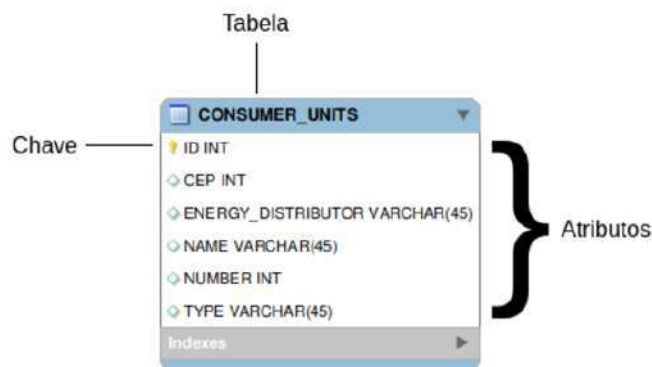 Tabela
CONSUMER_UNITS
Chave
ID INT
CEP INT
ENERGY_DISTRIBUTOR VARCHAR(45)
NAME VARCHAR(45)
NUMBER INT
TYPE VARCHAR(45)
Atributos
Indexes